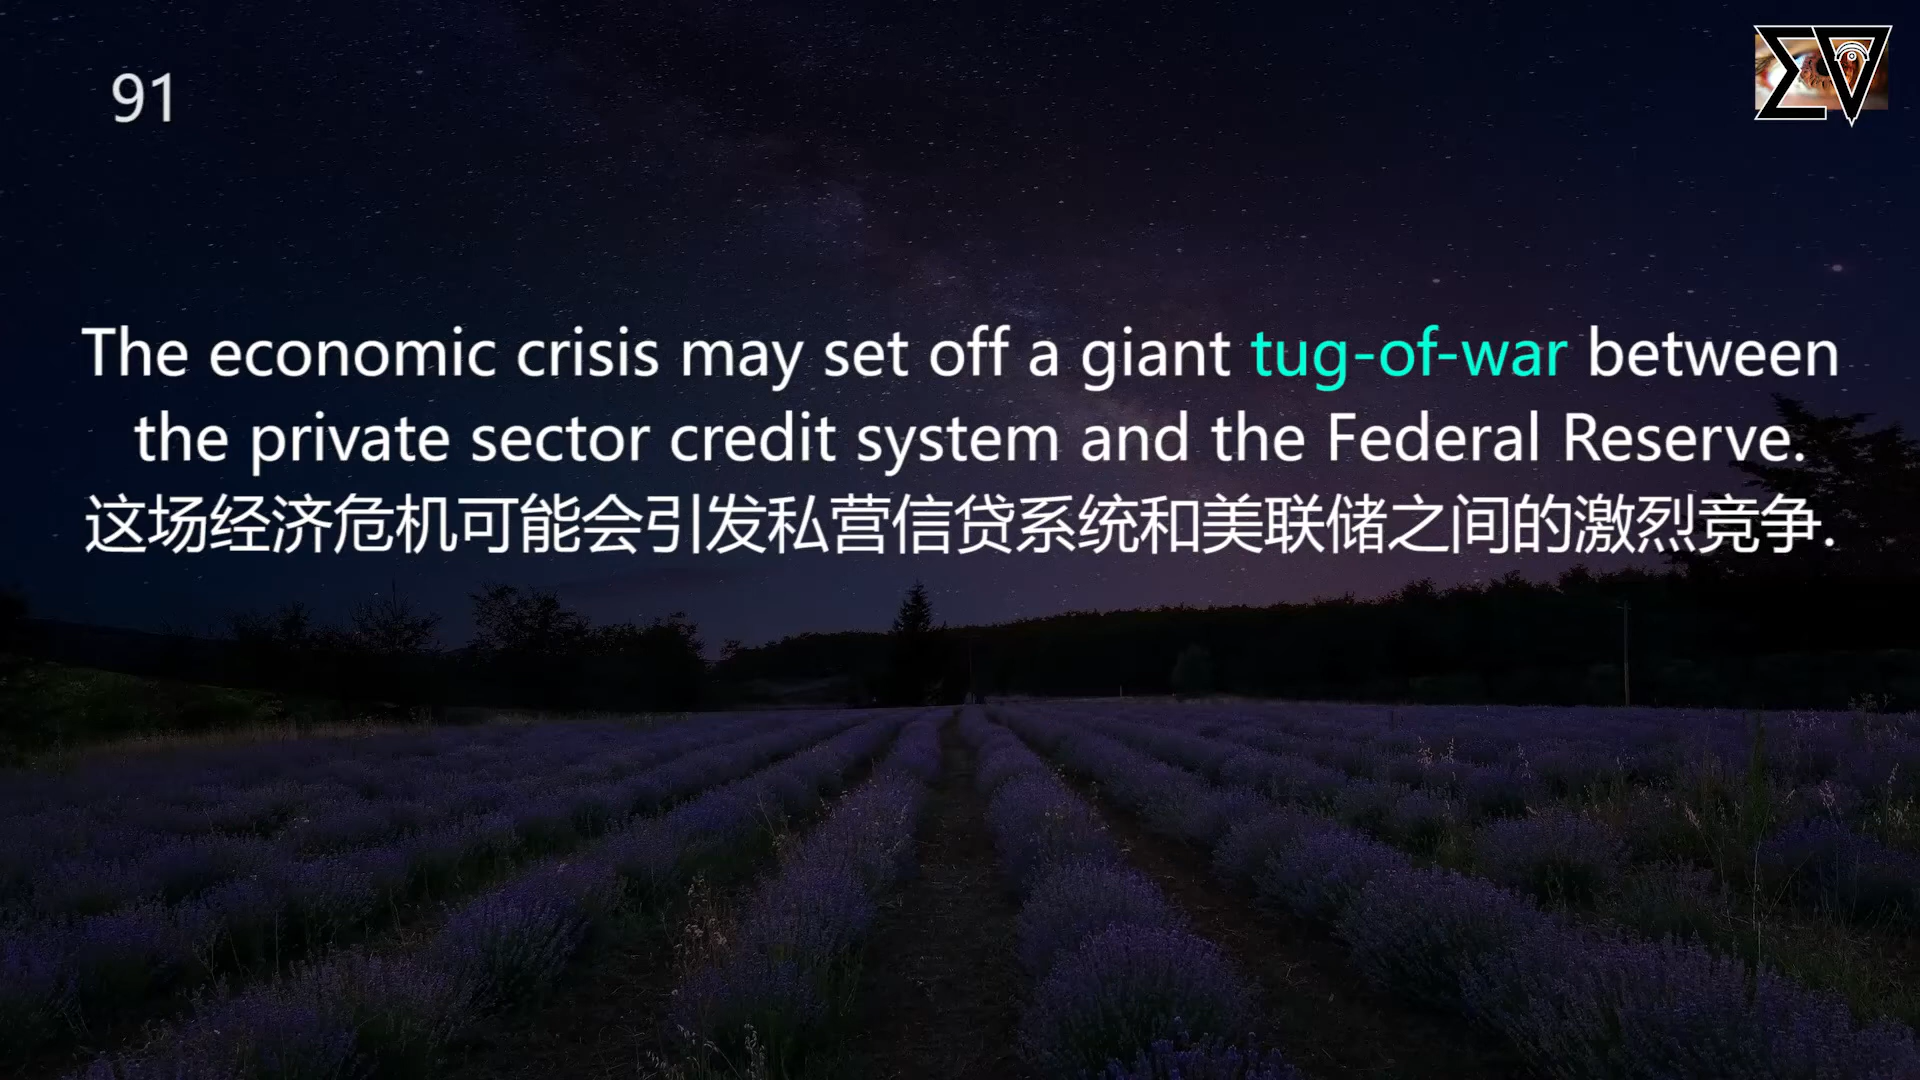 91
The economic crisis may set off a giant tug-of-war between
the private sector credit system and the Federal Reserve.
这场经济危机可能会引发私营信贷系统和美联储之间的激烈竞争.